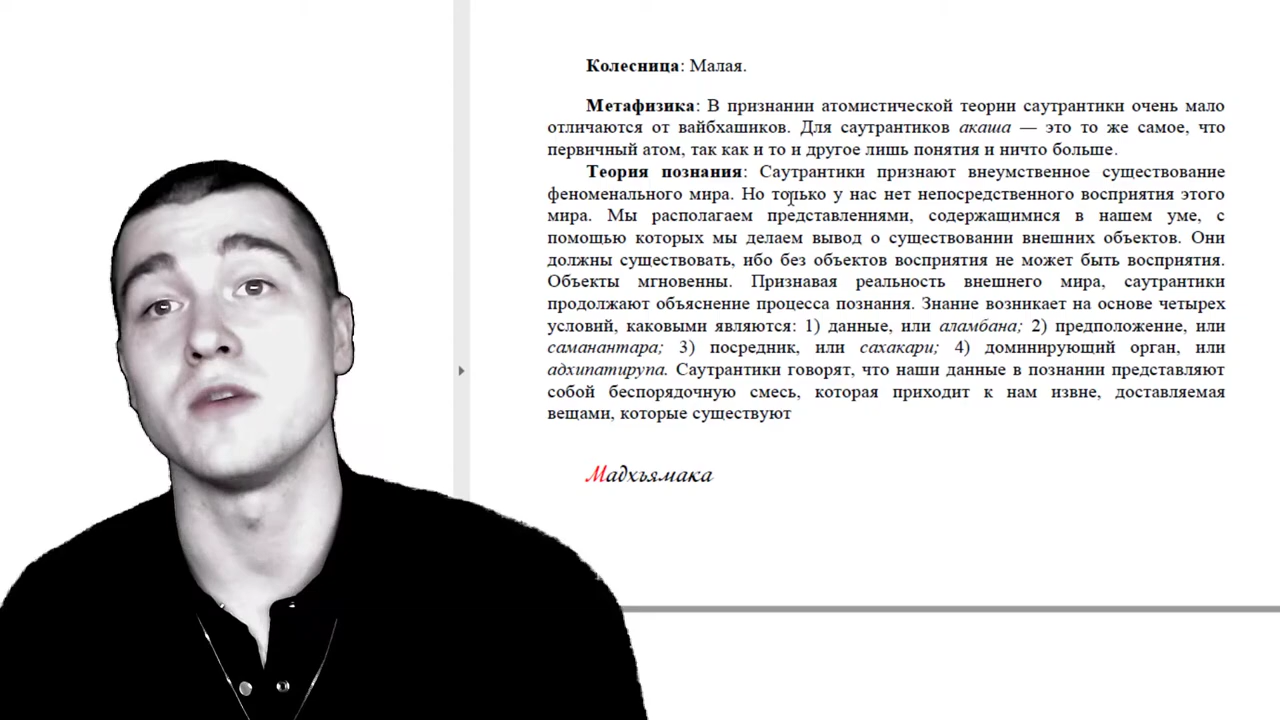 Колесница: Малая.
Метафизика: В признании атомистической теории саутрантики очень мало
отличаются от вайбхашиков. Для саутрантиков акаша — это то же самое, что
первичный атом, так как и то и другое лишь понятия и ничто больше.
Теория познания: Саутрантики признают внеумственное существование
феноменального мира. Но только у нас нет непосредственного восприятия этого
мира. Мы располагаем представлениями, содержащимися в нашем уме, с
помощью которых мы делаем вывод о существовании внешних объектов. Они
должны существовать, ибо без объектов восприятия не может быть восприятия.
Объекты мгновенны. Признавая реальность внешнего мира, саутрантики
продолжают объяснение процесса познания. Знание возникает на основе четырех
условий, каковыми являются: 1) данные, или аламбана; 2) предположение, или
саманантара; 3) посредник, или сахакари; 4) доминирующий орган, или
адхипатирупа. Саутрантики говорят, что наши данные в познании представляют
собой беспорядочную смесь, которая приходит к нам извне, доставляемая
вещами, которые существуют
Мадхъямака